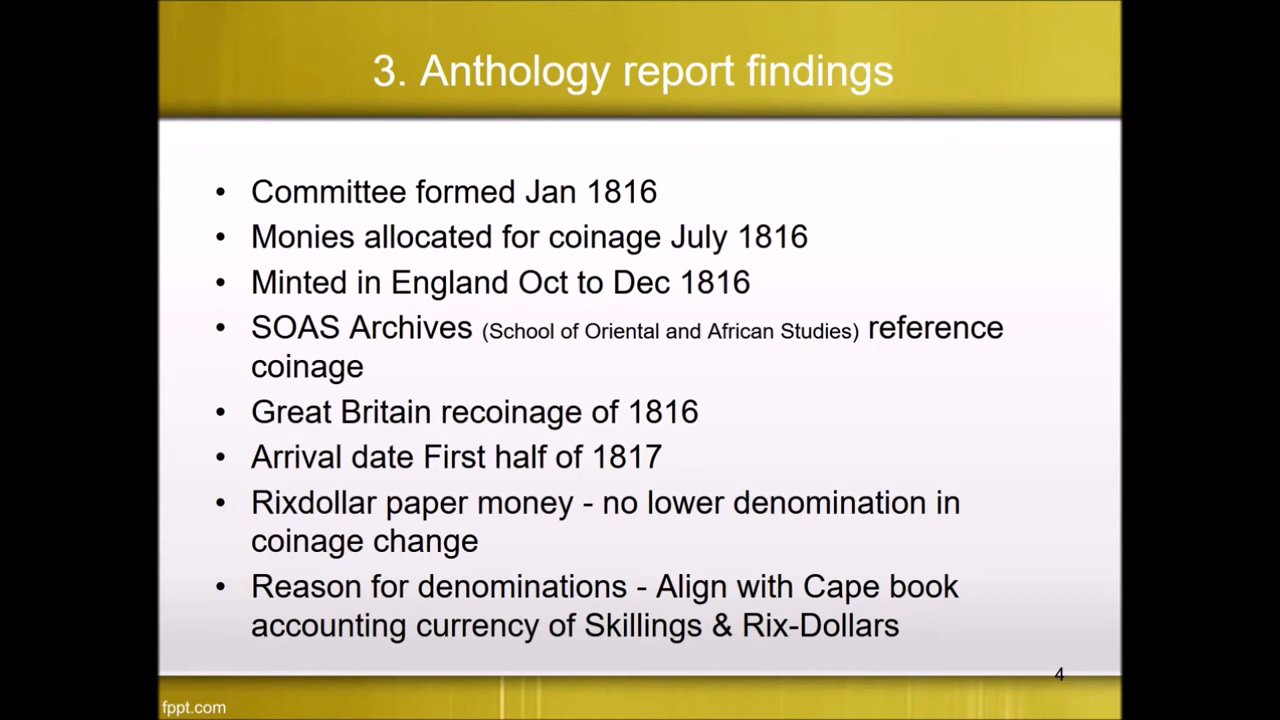 3. Anthology report findings
• Committee formed Jan 1816
• Monies allocated for coinage July 1816
• Minted in England Oct to Dec 1816
• SOAS Archives (School of Oriental and African Studies) reference
coinage
• Great Britain recoinage of 1816
• Arrival date First half of 1817
• Rixdollar paper money - no lower denomination in
coinage change
• Reason for denominations - Align with Cape book
accounting currency of Skillings & Rix-Dollars
4
fppt.com